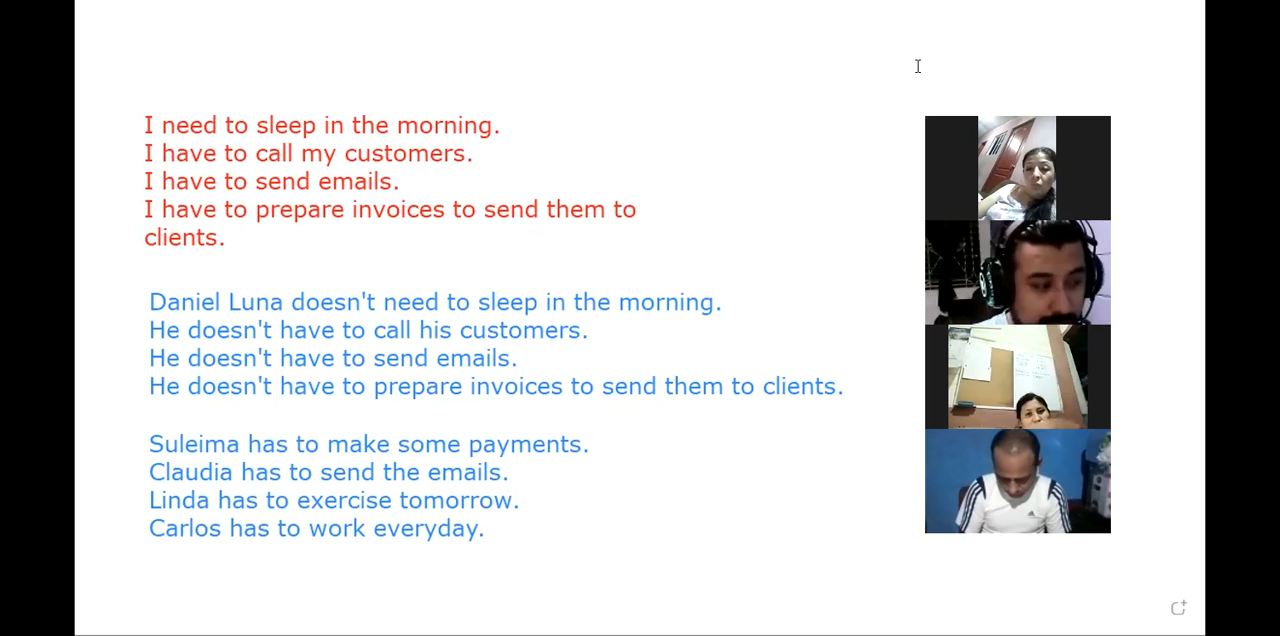 I need to sleep in the morning.
I have to call my customers.
I have to send emails.
I have to prepare invoices to send them to
clients.
Daniel Luna doesn't need to sleep in the morning.
He doesn't have to call his customers.
He doesn't have to send emails.
He doesn't have to prepare invoices to send them to clients.
Suleima has to make some payments.
Claudia has to send the emails.
Linda has to exercise tomorrow.
Carlos has to work everyday.